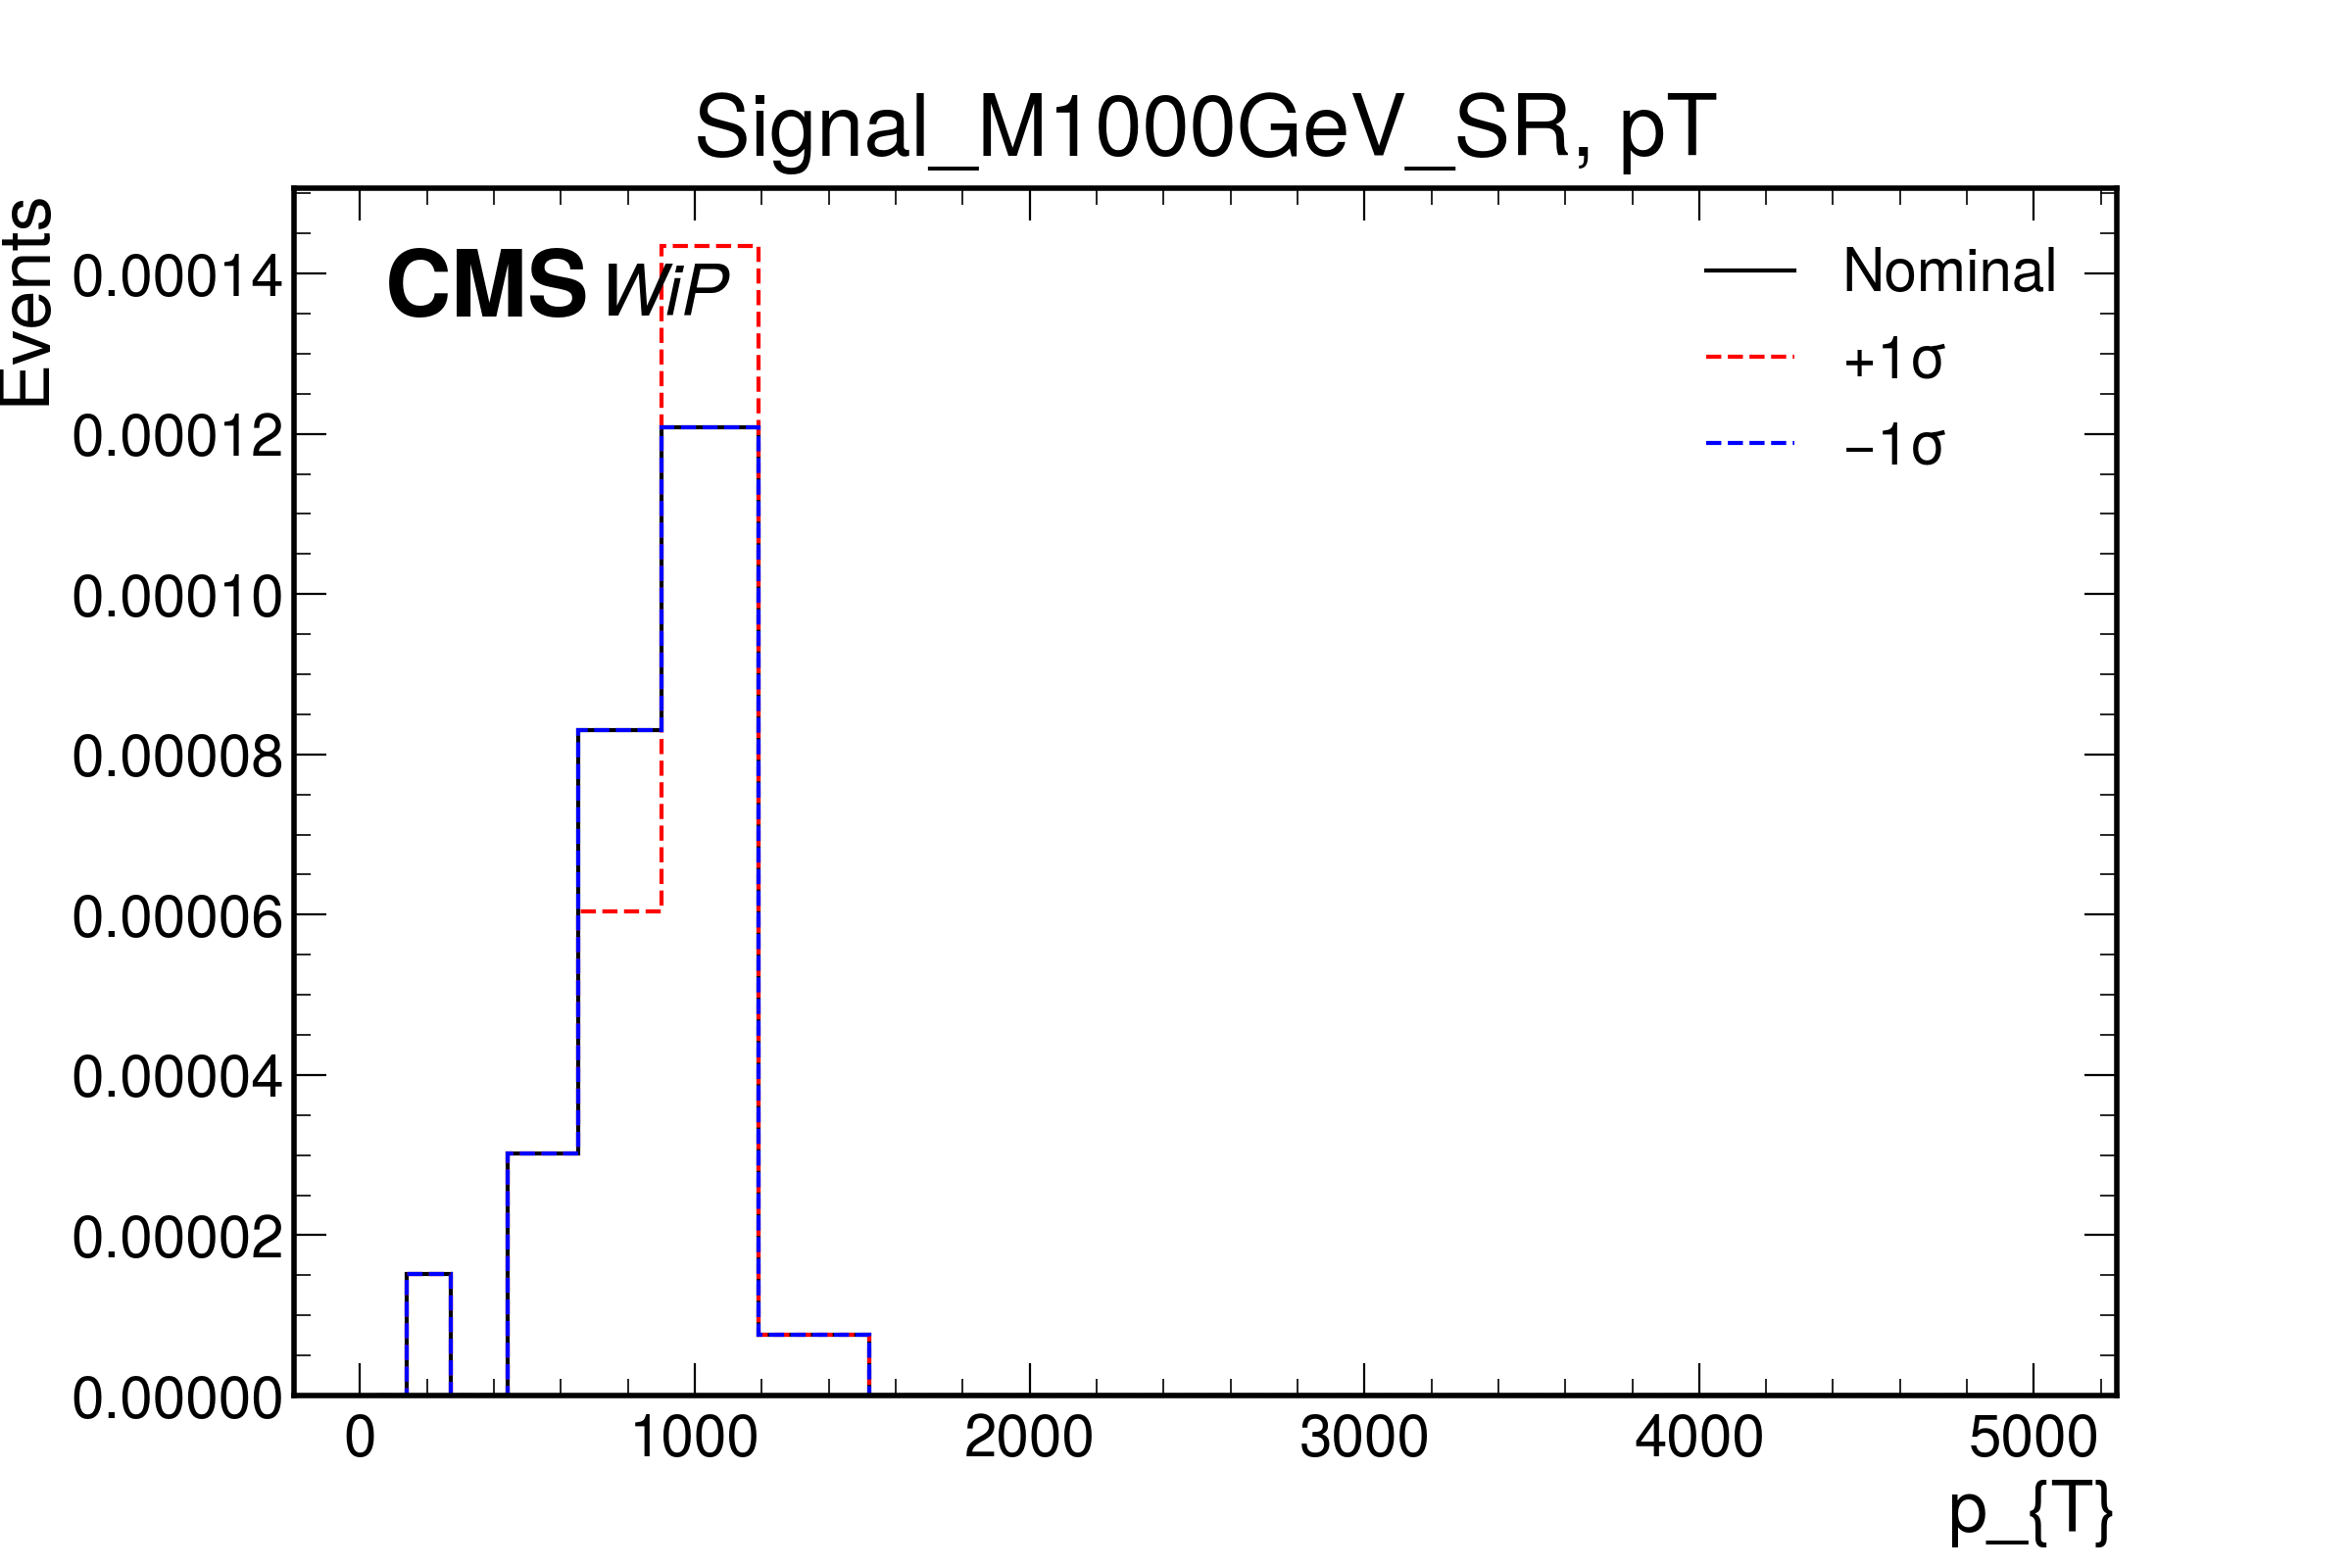 Signal_M1000GeV_SR, pT
Events
CMS WiP
Nominal
+1σ
−1σ
0.00014
0.00012
0.00010
0.00008
0.00006
0.00004
0.00002
0.00000
0 1000 2000 3000 4000 5000
p_{T}